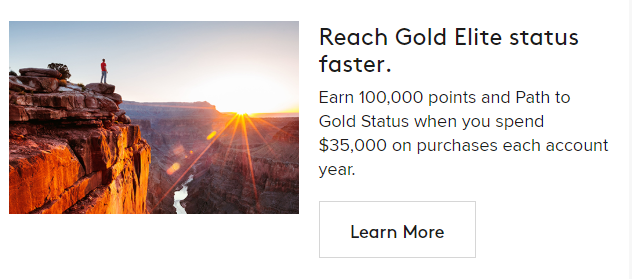 Reach Gold Elite status
faster.
Earn 100,000 points and Path to
Gold Status when you spend
$35,000 on purchases each account
year.
Learn More